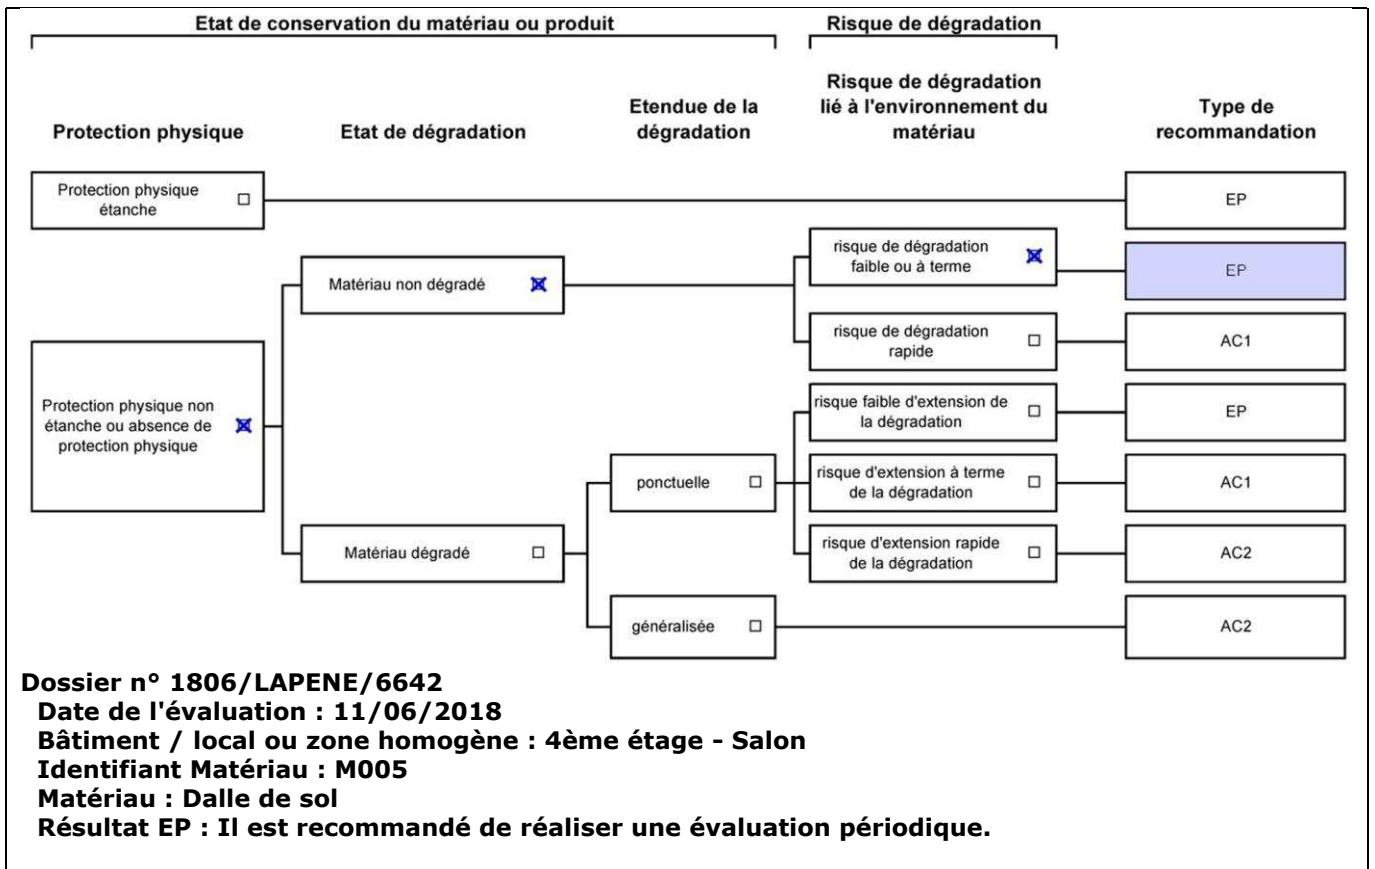 Etat de conservation du matériau ou produit
Risque de dégradation
Protection physique
Etat de dégradation
Etendue de la
dégradation
Risque de dégradation
lié à l'environnement du
matériau
Type de
recommandation
Protection physique
étanche
EP
risque de dégradation
faible ou à terme
EP
Matériau non dégradé
risque de dégradation
rapide
AC1
Protection physique non
étanche ou absence de
protection physique
risque faible d'extension de
la dégradation
EP
ponctuelle
risque d'extension à terme
de la dégradation
AC1
Matériau dégradé
risque d'extension rapide
de la dégradation
AC2
généralisée
AC2
Dossier n° 1806/LAPENE/6642
Date de l'évaluation : 11/06/2018
Bâtiment / local ou zone homogène : 4ème étage - Salon
Identifiant Matériau : M005
Matériau : Dalle de sol
Résultat EP : Il est recommandé de réaliser une évaluation périodique.